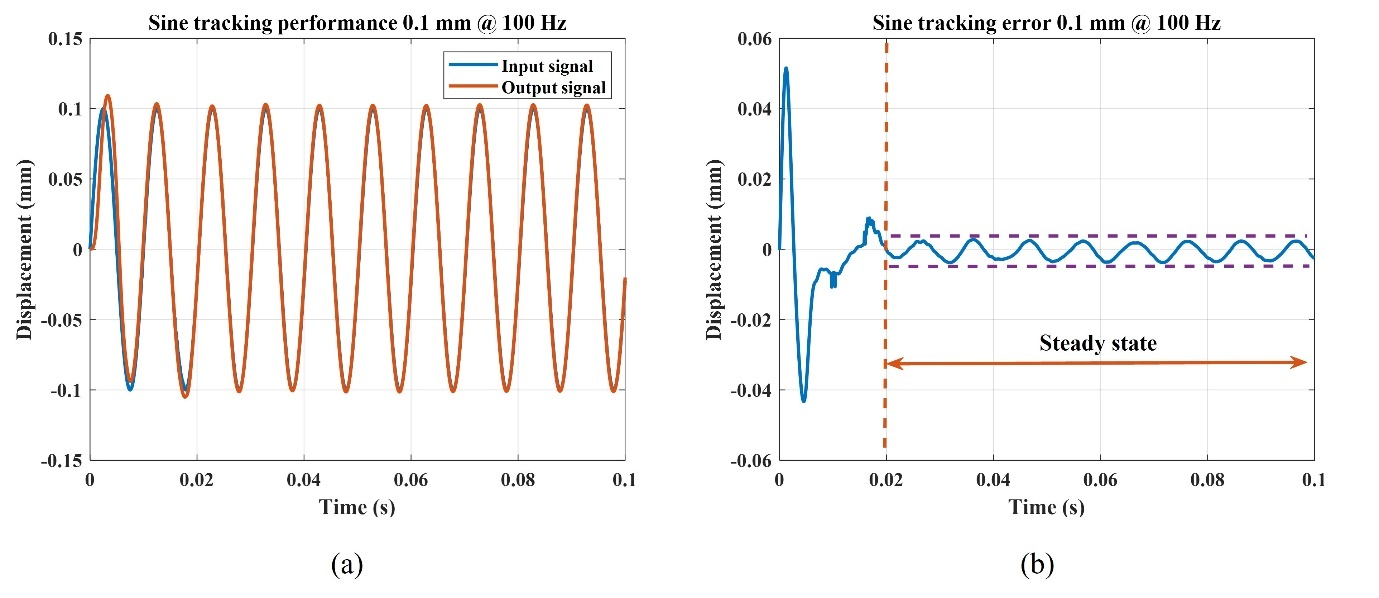 Sine tracking performance 0.1 mm @ 100 Hz
0.15
0.1
0.05
0
-0.05
-0.1
-0.15
Displacement (mm)
Input signal
Output signal
0 0.02 0.04 0.06 0.08 0.1
Time (s)
(a)
Sine tracking error 0.1 mm @ 100 Hz
0.06
0.04
0.02
0
-0.02
-0.04
-0.06
Displacement (mm)
Steady state
0 0.02 0.04 0.06 0.08 0.1
Time (s)
(b)